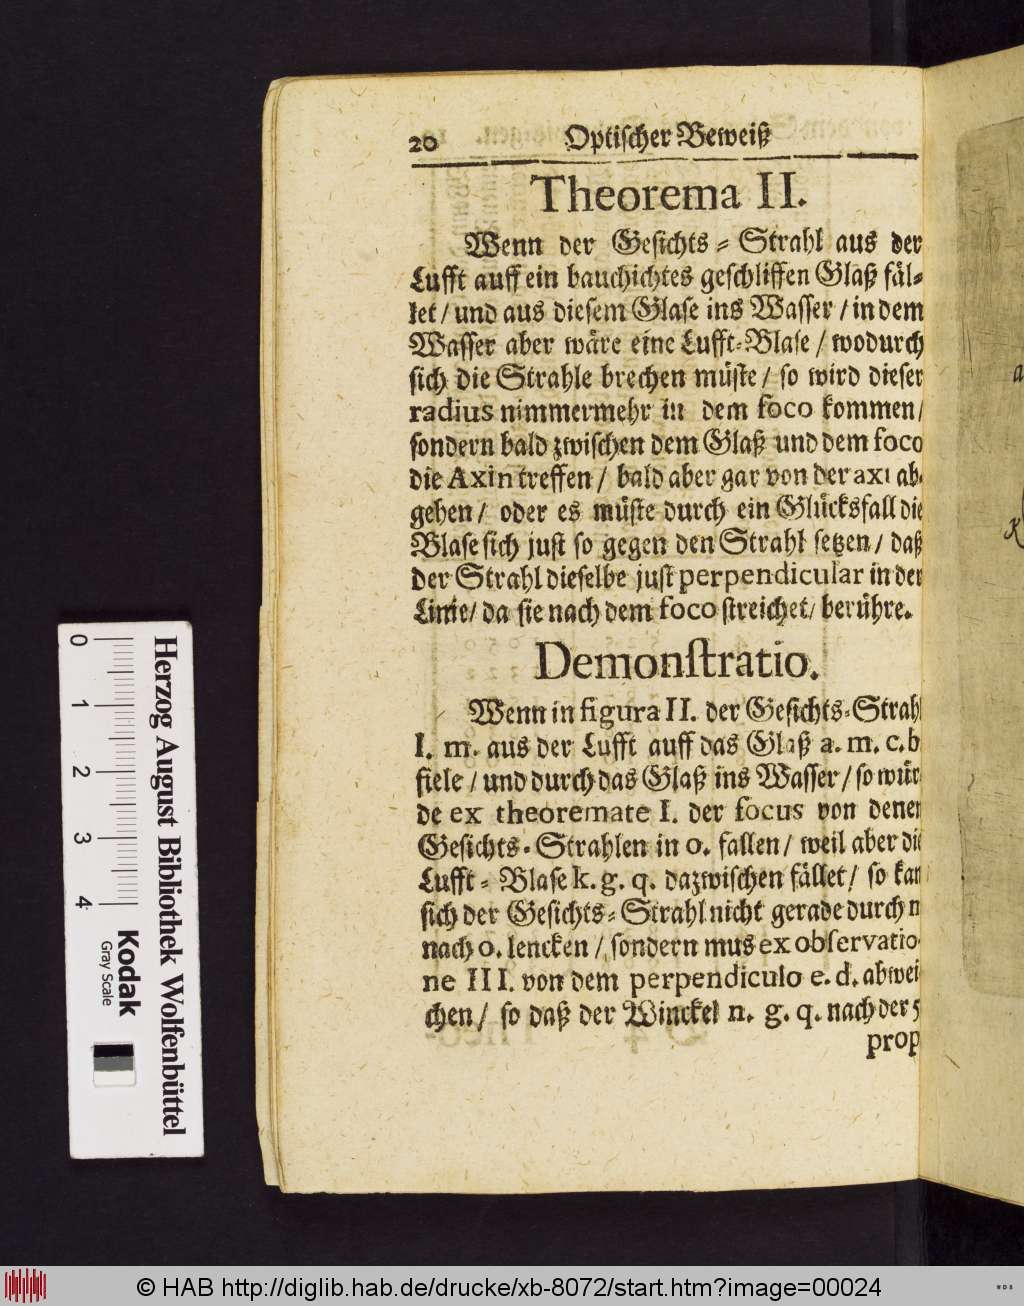 20 Optischer Beweiß
Theorema II.
Wenn der Gesichts-Strahl aus der
Lufft auff ein bauchichtes geschliffen Glaß fäl-
let / und aus diesem Glase ins Wasser / in dem
Wasser aber wäre eine Lufft-Blase / wodurch
sich die Strahle brechen müste / so wird dieser
radius nimmermehr in dem foco kommen /
sondern bald zwischen dem Glaß und dem foco
die Axin treffen / bald aber gar von der axi ab-
gehen / oder es müste durch ein Glücksfall die
Blase sich just so gegen den Strahl setzen / daß
der Strahl dieselbe just perpendicular in der
Linie / da sie nach dem foco streichet / berühre.
Demonſtratio.
Wenn in figura II. der Gesichts-Strahl
l. m. aus der Lufft auff das Glaß a. m. c. b
fiele / und durch das Glaß ins Wasser / so wür-
de ex theoremate I. der focus von denen
Gesichts-Strahlen in o. fallen / weil aber die
Lufft-Blase k. g. q. dazwischen fället / so kan
sich der Gesichts-Strahl nicht gerade durch n
nach o. lencken / sondern mus ex obſervatio-
ne III. von dem perpendiculo e. d. abwei-
chen / so daß der Winckel n. g. q. nach der 5
prop
0 1 2 3 4
Herzog August Bibliothek Wolfenbüttel
Kodak
Gray Scale
© HAB http://diglib.hab.de/drucke/xb-8072/start.htm?image=00024